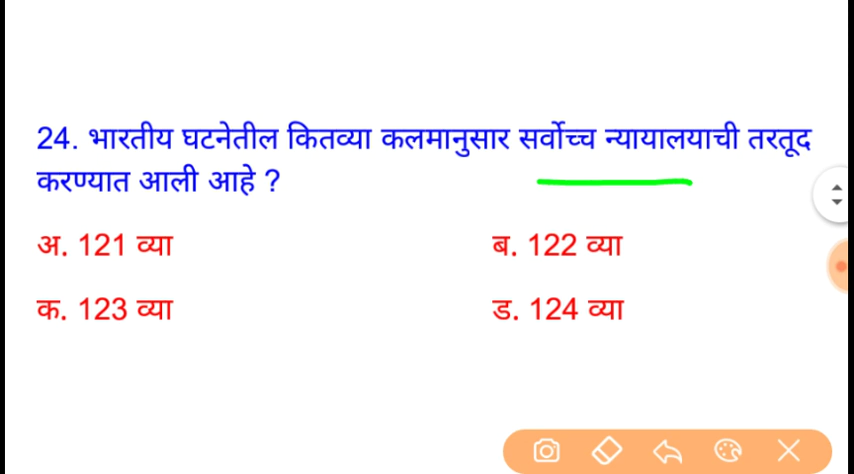 24. भारतीय घटनेतील कितव्या कलमानुसार सर्वोच्च न्यायालयाची तरतूद
करण्यात आली आहे ?
अ. 121 व्या
ब. 122 व्या
क. 123 व्या
ड. 124 व्या